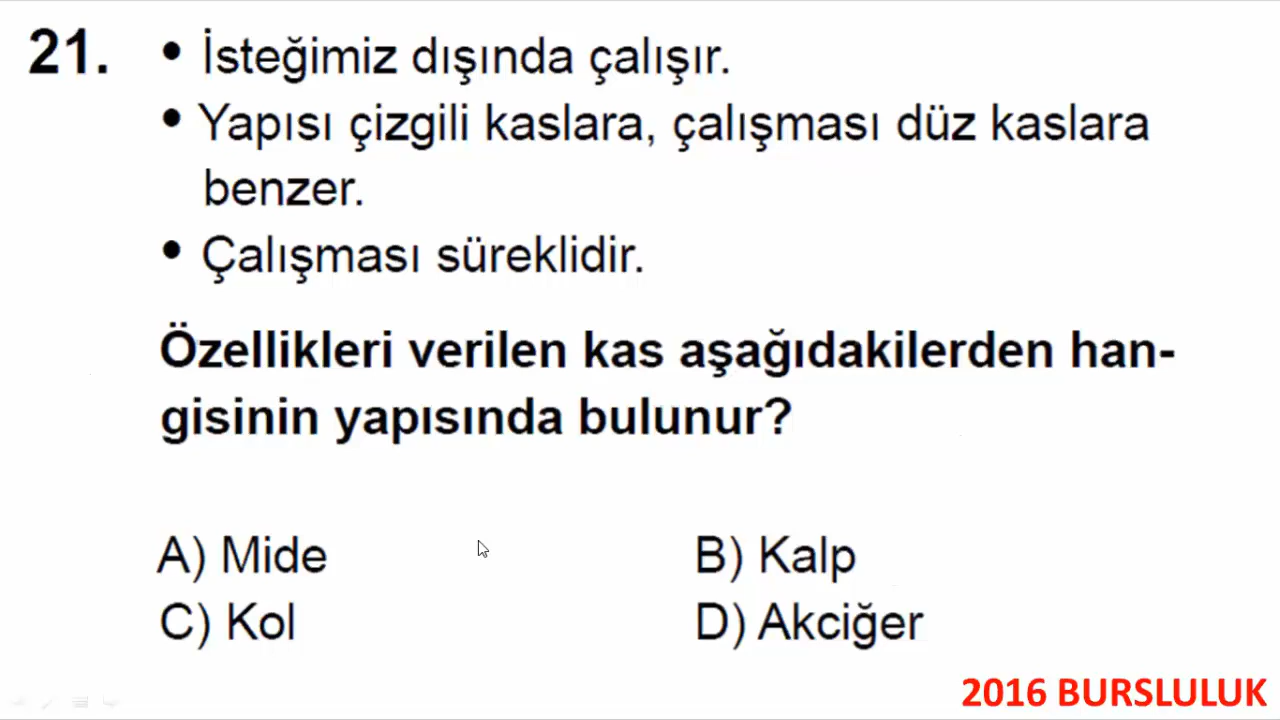 21. • İsteğimiz dışında çalışır.
• Yapısı çizgili kaslara, çalışması düz kaslara
benzer.
• Çalışması süreklidir.
Özellikleri verilen kas aşağıdakilerden han-
gisinin yapısında bulunur?
A) Mide B) Kalp
C) Kol D) Akciğer
2016 BURSLULUK